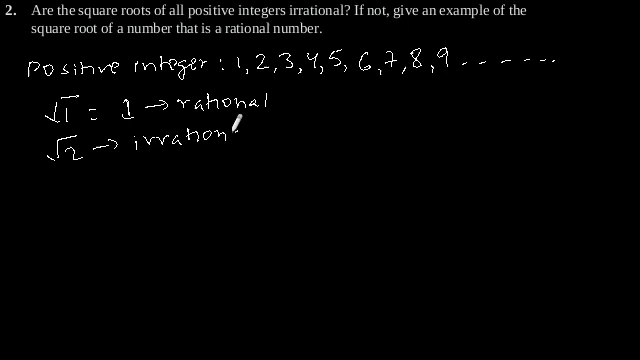 2. Are the square roots of all positive integers irrational? If not, give an example of the
square root of a number that is a rational number.
positive integer : 1, 2, 3, 4, 5, 6, 7, 8, 9 - - - - - - -
√1 = 1 → rational
√2 → irration